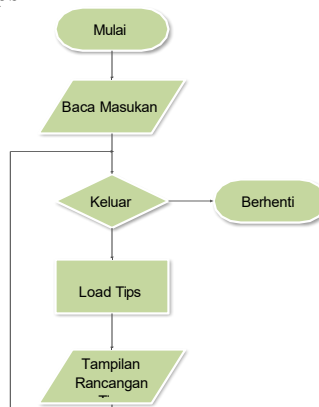 Mulai
Baca Masukan
Keluar
Berhenti
Load Tips
Tampilan
Rancangan